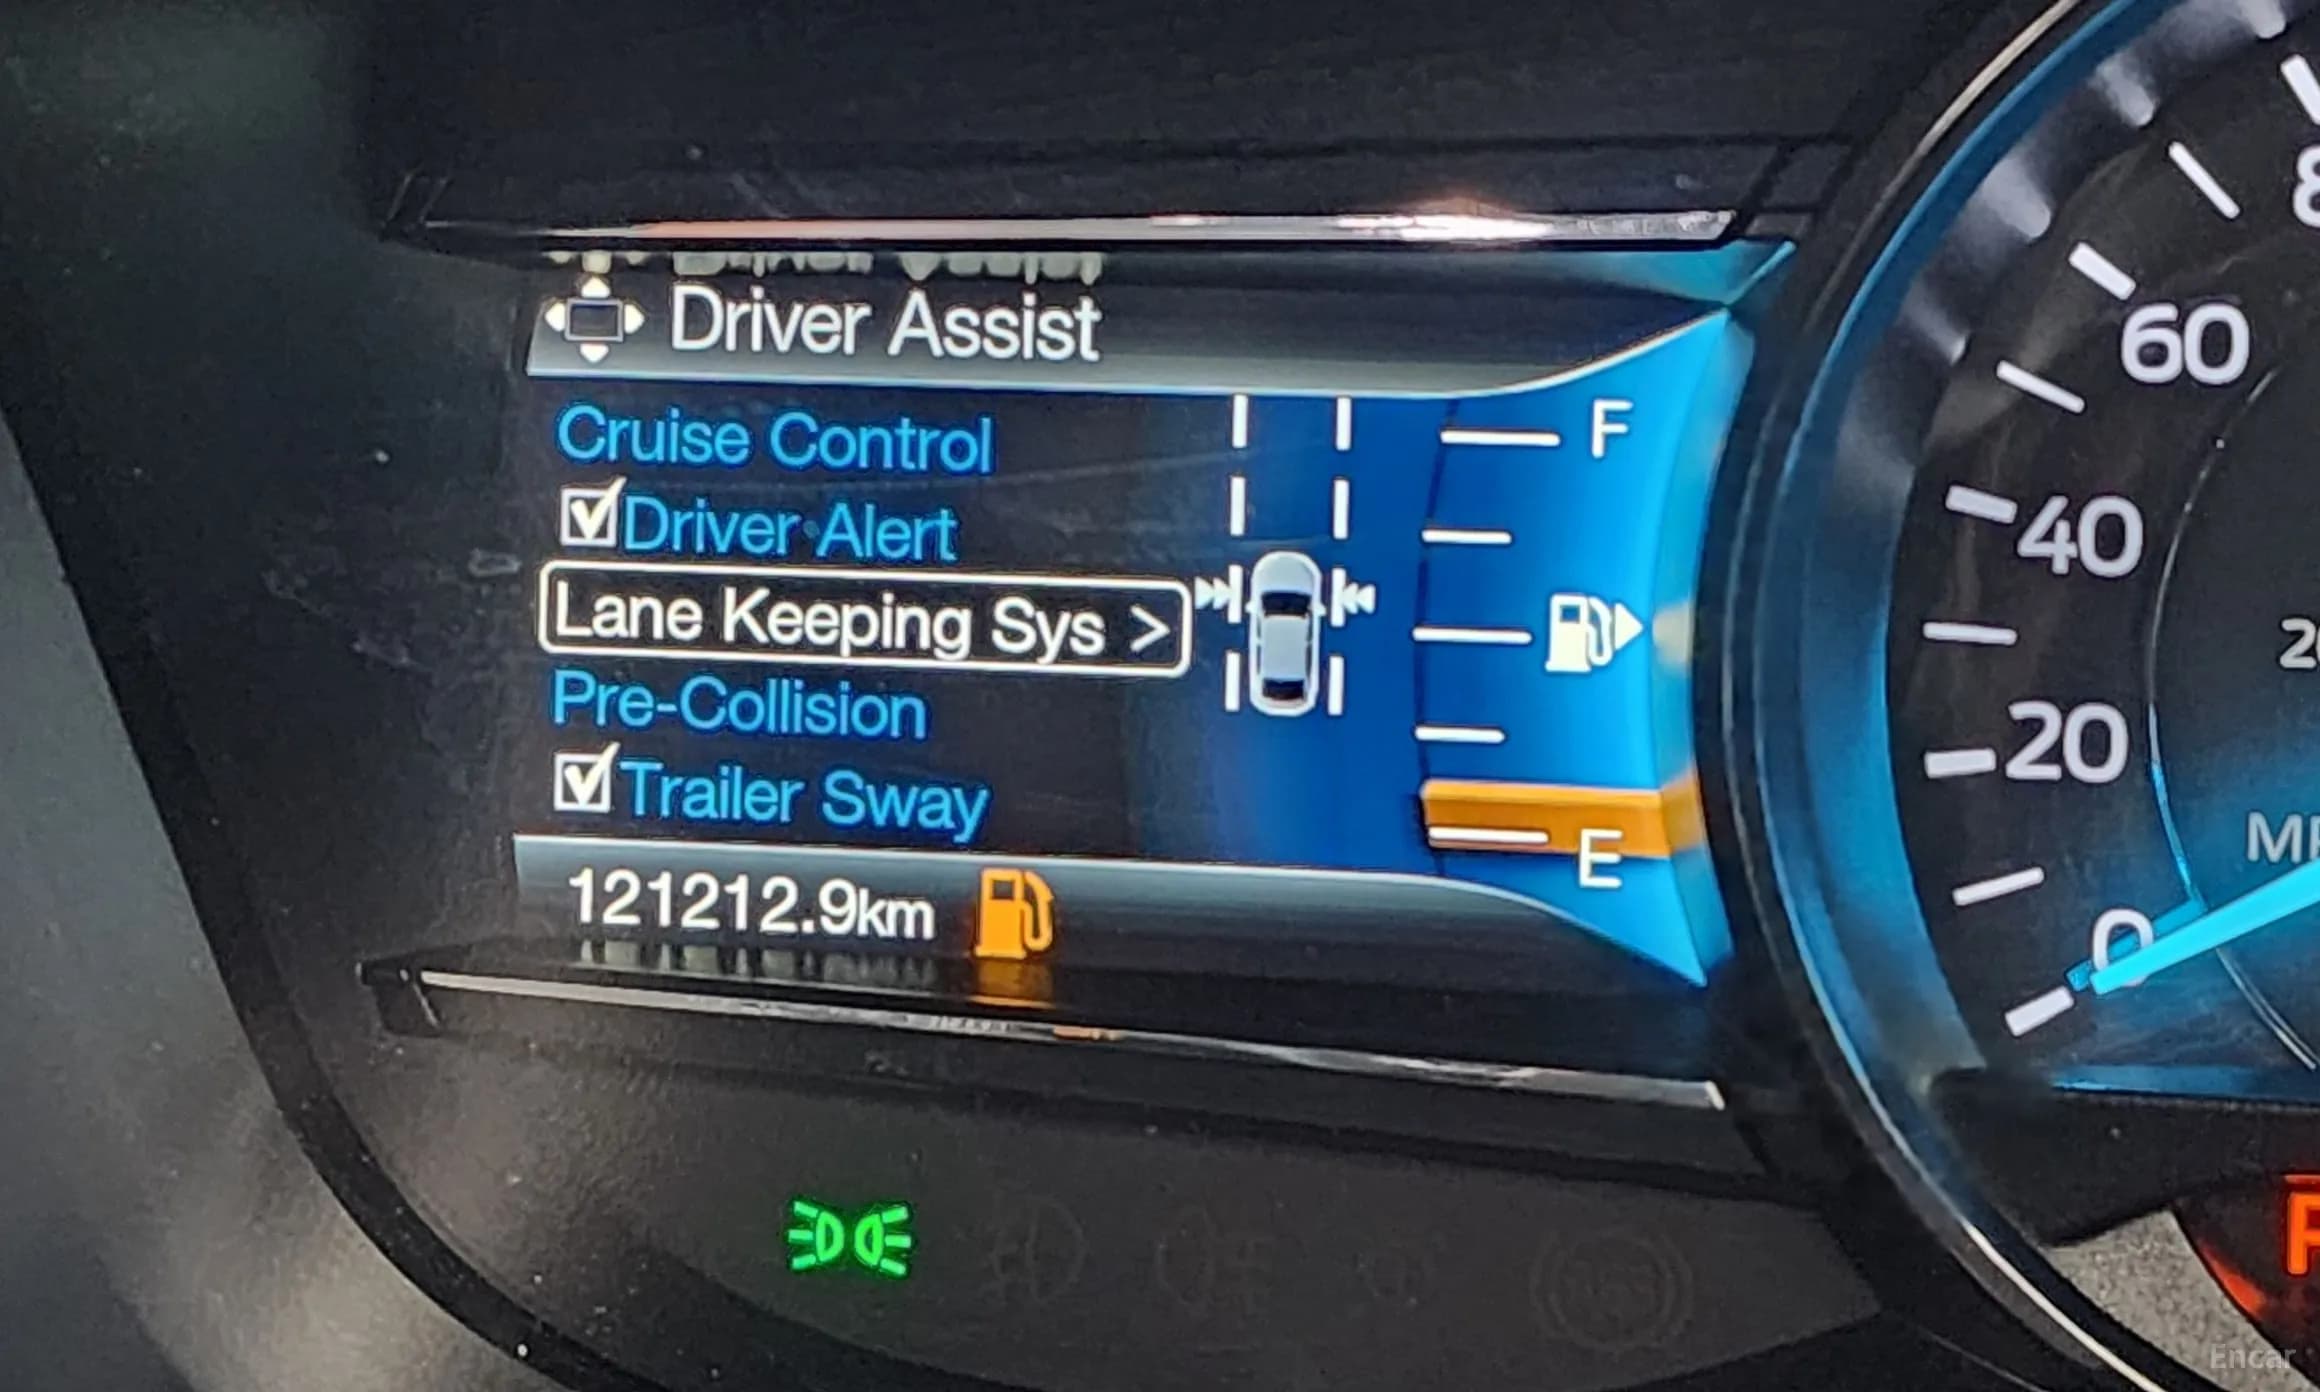 Driver Assist
Cruise Control
Driver Alert
Lane Keeping Sys >
Pre-Collision
Trailer Sway
121212.9km
F
E
60
40
20
0
Encar